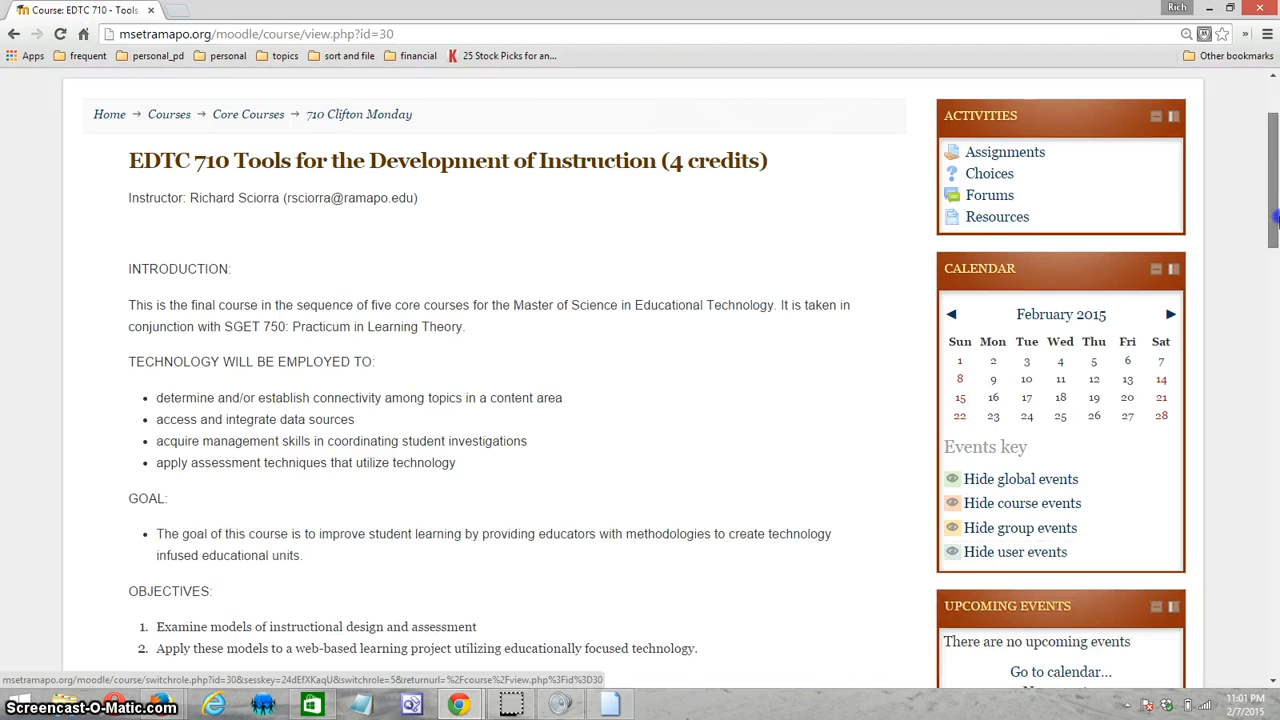 Course: EDTC 710 - Tools
Rich
msetramapo.org/moodle/course/view.php?id=30
Apps frequent personal_pd personal topics sort and file financial 25 Stock Picks for an... Other bookmarks
Home → Courses → Core Courses → 710 Clifton Monday
EDTC 710 Tools for the Development of Instruction (4 credits)
Instructor: Richard Sciorra (rsciorra@ramapo.edu)
INTRODUCTION:
This is the final course in the sequence of five core courses for the Master of Science in Educational Technology. It is taken in
conjunction with SGET 750: Practicum in Learning Theory.
TECHNOLOGY WILL BE EMPLOYED TO:
• determine and/or establish connectivity among topics in a content area
• access and integrate data sources
• acquire management skills in coordinating student investigations
• apply assessment techniques that utilize technology
GOAL:
• The goal of this course is to improve student learning by providing educators with methodologies to create technology
infused educational units.
OBJECTIVES:
1. Examine models of instructional design and assessment
2. Apply these models to a web-based learning project utilizing educationally focused technology.
ACTIVITIES
Assignments
Choices
Forums
Resources
CALENDAR
◀ February 2015 ▶
Sun Mon Tue Wed Thu Fri Sat
1 2 3 4 5 6 7
8 9 10 11 12 13 14
15 16 17 18 19 20 21
22 23 24 25 26 27 28
Events key
Hide global events
Hide course events
Hide group events
Hide user events
UPCOMING EVENTS
There are no upcoming events
Go to calendar...
msetramapo.org/moodle/course/switchrole.php?id=30&sesskey=24dEfXKaqU&switchrole=5&returnurl=%2Fcourse%2Fview.php%3Fid%3D30
Screencast-O-Matic.com
11:01 PM
2/7/2015